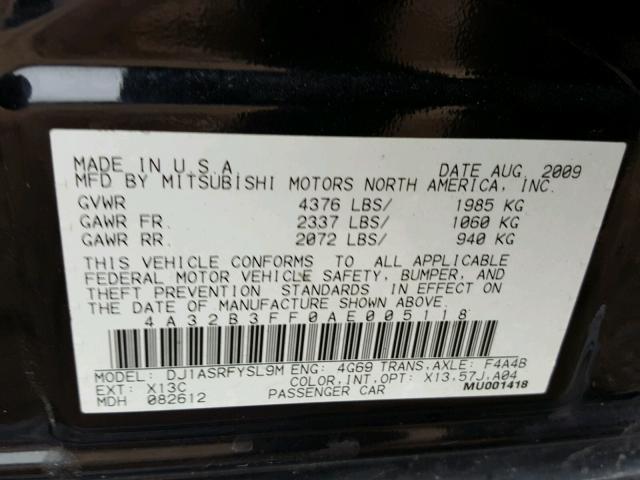 MADE IN U.S.A. DATE AUG. 2009
MFD BY MITSUBISHI MOTORS NORTH AMERICA, INC.
GVWR 4376 LBS/ 1985 KG
GAWR FR. 2337 LBS/ 1060 KG
GAWR RR. 2072 LBS/ 940 KG
THIS VEHICLE CONFORMS TO ALL APPLICABLE
FEDERAL MOTOR VEHICLE SAFETY, BUMPER, AND
THEFT PREVENTION STANDARDS IN EFFECT ON
THE DATE OF MANUFACTURE SHOWN ABOVE.
4A32B3FF0AE005118
MODEL: DJ1ASRFYSL9M ENG: 4G69 TRANS,AXLE: F4A4B
EXT: X13C COLOR,INT,OPT: X13,57J,A04
MDH 082612 PASSENGER CAR MU001418